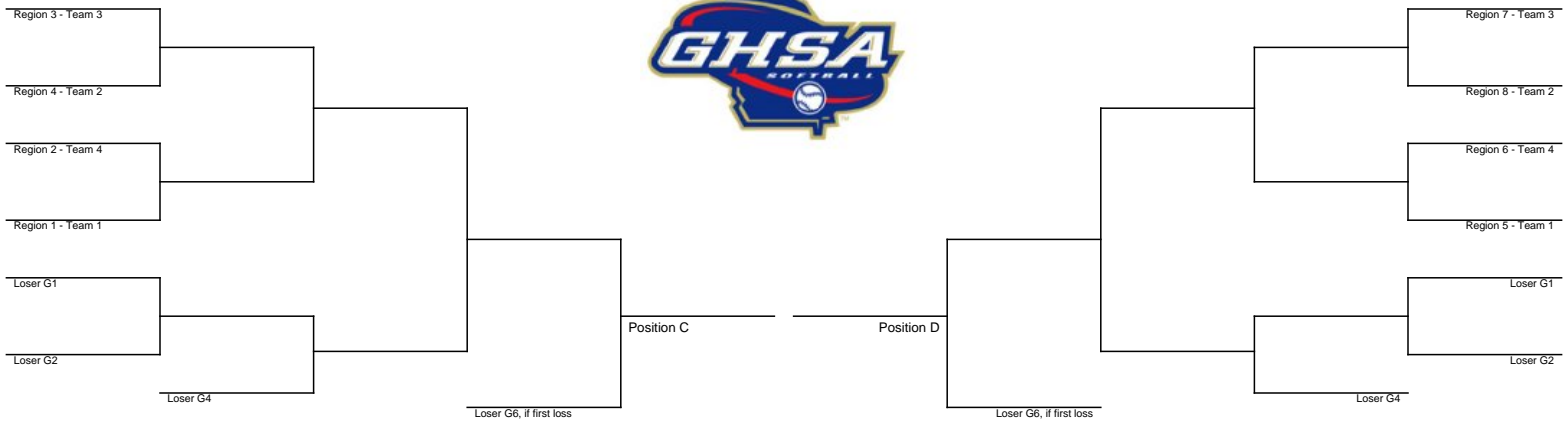 Region 3 - Team 3
Region 4 - Team 2
Region 2 - Team 4
Region 1 - Team 1
Loser G1
Loser G2
Loser G4
Loser G6, if first loss
Position C
GHSA
SOFTBALL
Position D
Region 7 - Team 3
Region 8 - Team 2
Region 6 - Team 4
Region 5 - Team 1
Loser G1
Loser G2
Loser G4
Loser G6, if first loss